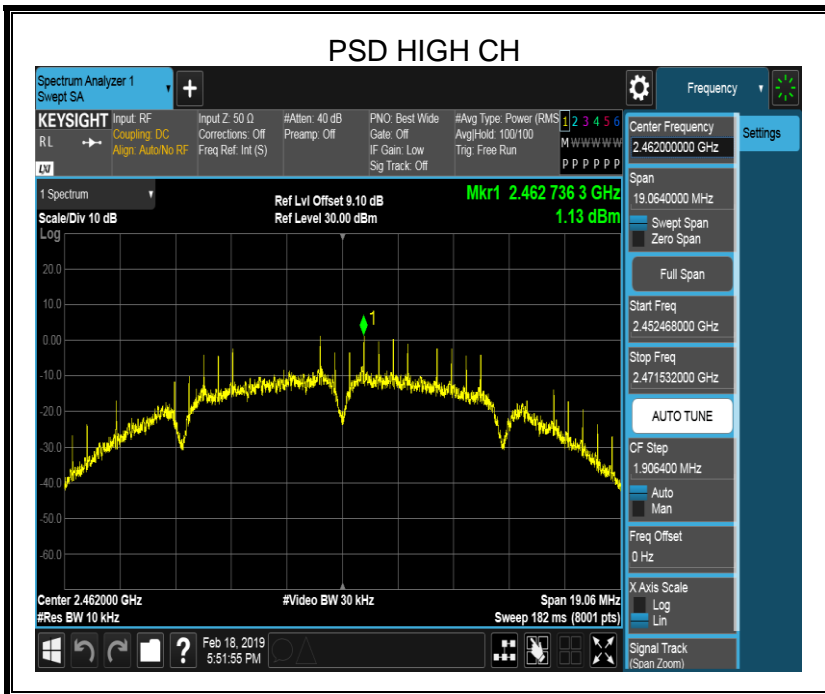 PSD HIGH CH
Spectrum Analyzer 1
Swept SA
+
Frequency
KEYSIGHT
RL
LXI
Input: RF
Coupling: DC
Align: Auto/No RF
Input Z: 50 Ω
Corrections: Off
Freq Ref: Int (S)
#Atten: 40 dB
Preamp: Off
PNO: Best Wide
Gate: Off
IF Gain: Low
Sig Track: Off
#Avg Type: Power (RMS
Avg|Hold: 100/100
Trig: Free Run
1 2 3 4 5 6
M W W W W W
P P P P P P
1 Spectrum
Scale/Div 10 dB
Log
Ref Lvl Offset 9.10 dB
Ref Level 30.00 dBm
Mkr1 2.462 736 3 GHz
1.13 dBm
20.0
10.0
0.00
-10.0
-20.0
-30.0
-40.0
-50.0
-60.0
1
Center 2.462000 GHz
#Res BW 10 kHz
#Video BW 30 kHz
Span 19.06 MHz
Sweep 182 ms (8001 pts)
?
Feb 18, 2019
5:51:55 PM
Center Frequency
2.462000000 GHz
Settings
Span
19.0640000 MHz
Swept Span
Zero Span
Full Span
Start Freq
2.452468000 GHz
Stop Freq
2.471532000 GHz
AUTO TUNE
CF Step
1.906400 MHz
Auto
Man
Freq Offset
0 Hz
X Axis Scale
Log
Lin
Signal Track
(Span Zoom)